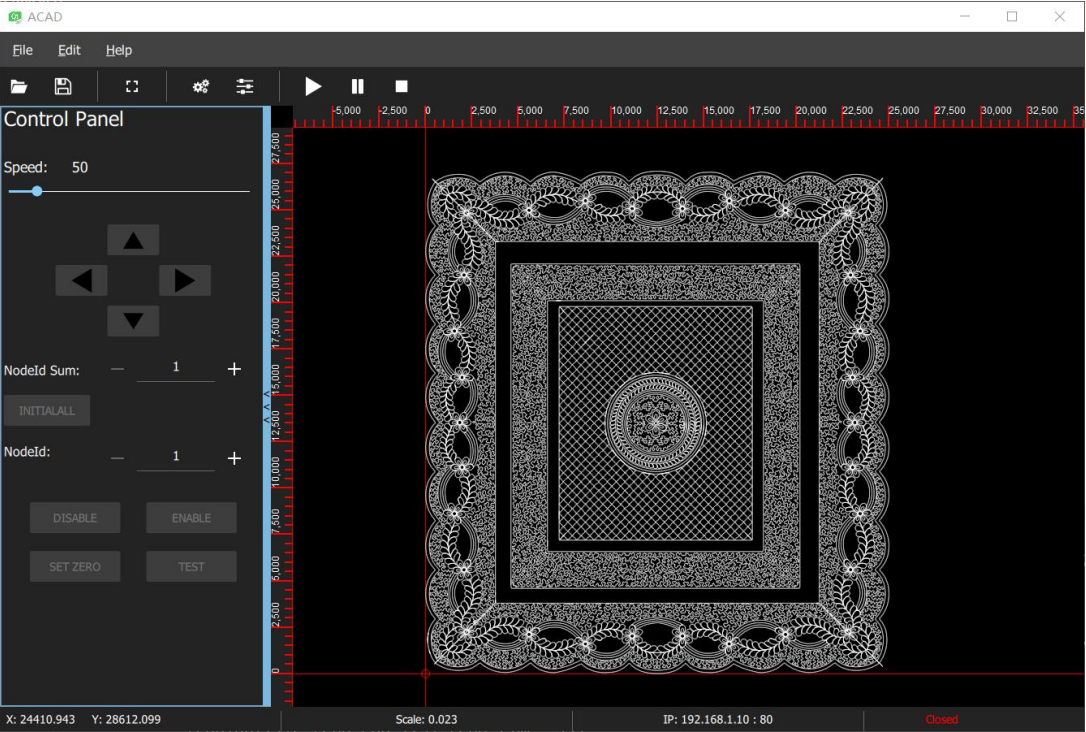 ACAD
File Edit Help
-5,000 -2,500 0 2,500 5,000 7,500 10,000 12,500 15,000 17,500 20,000 22,500 25,000 27,500 30,000 32,500 35
Control Panel
27,500
Speed: 50
25,000
22,500
20,000
17,500
NodeId Sum: — 1 +
15,000
INITIALALL
12,500
NodeId: — 1 +
10,000
DISABLE ENABLE
7,500
SET ZERO TEST
5,000
2,500
0
X: 24410.943 Y: 28612.099 Scale: 0.023 IP: 192.168.1.10 : 80 Closed